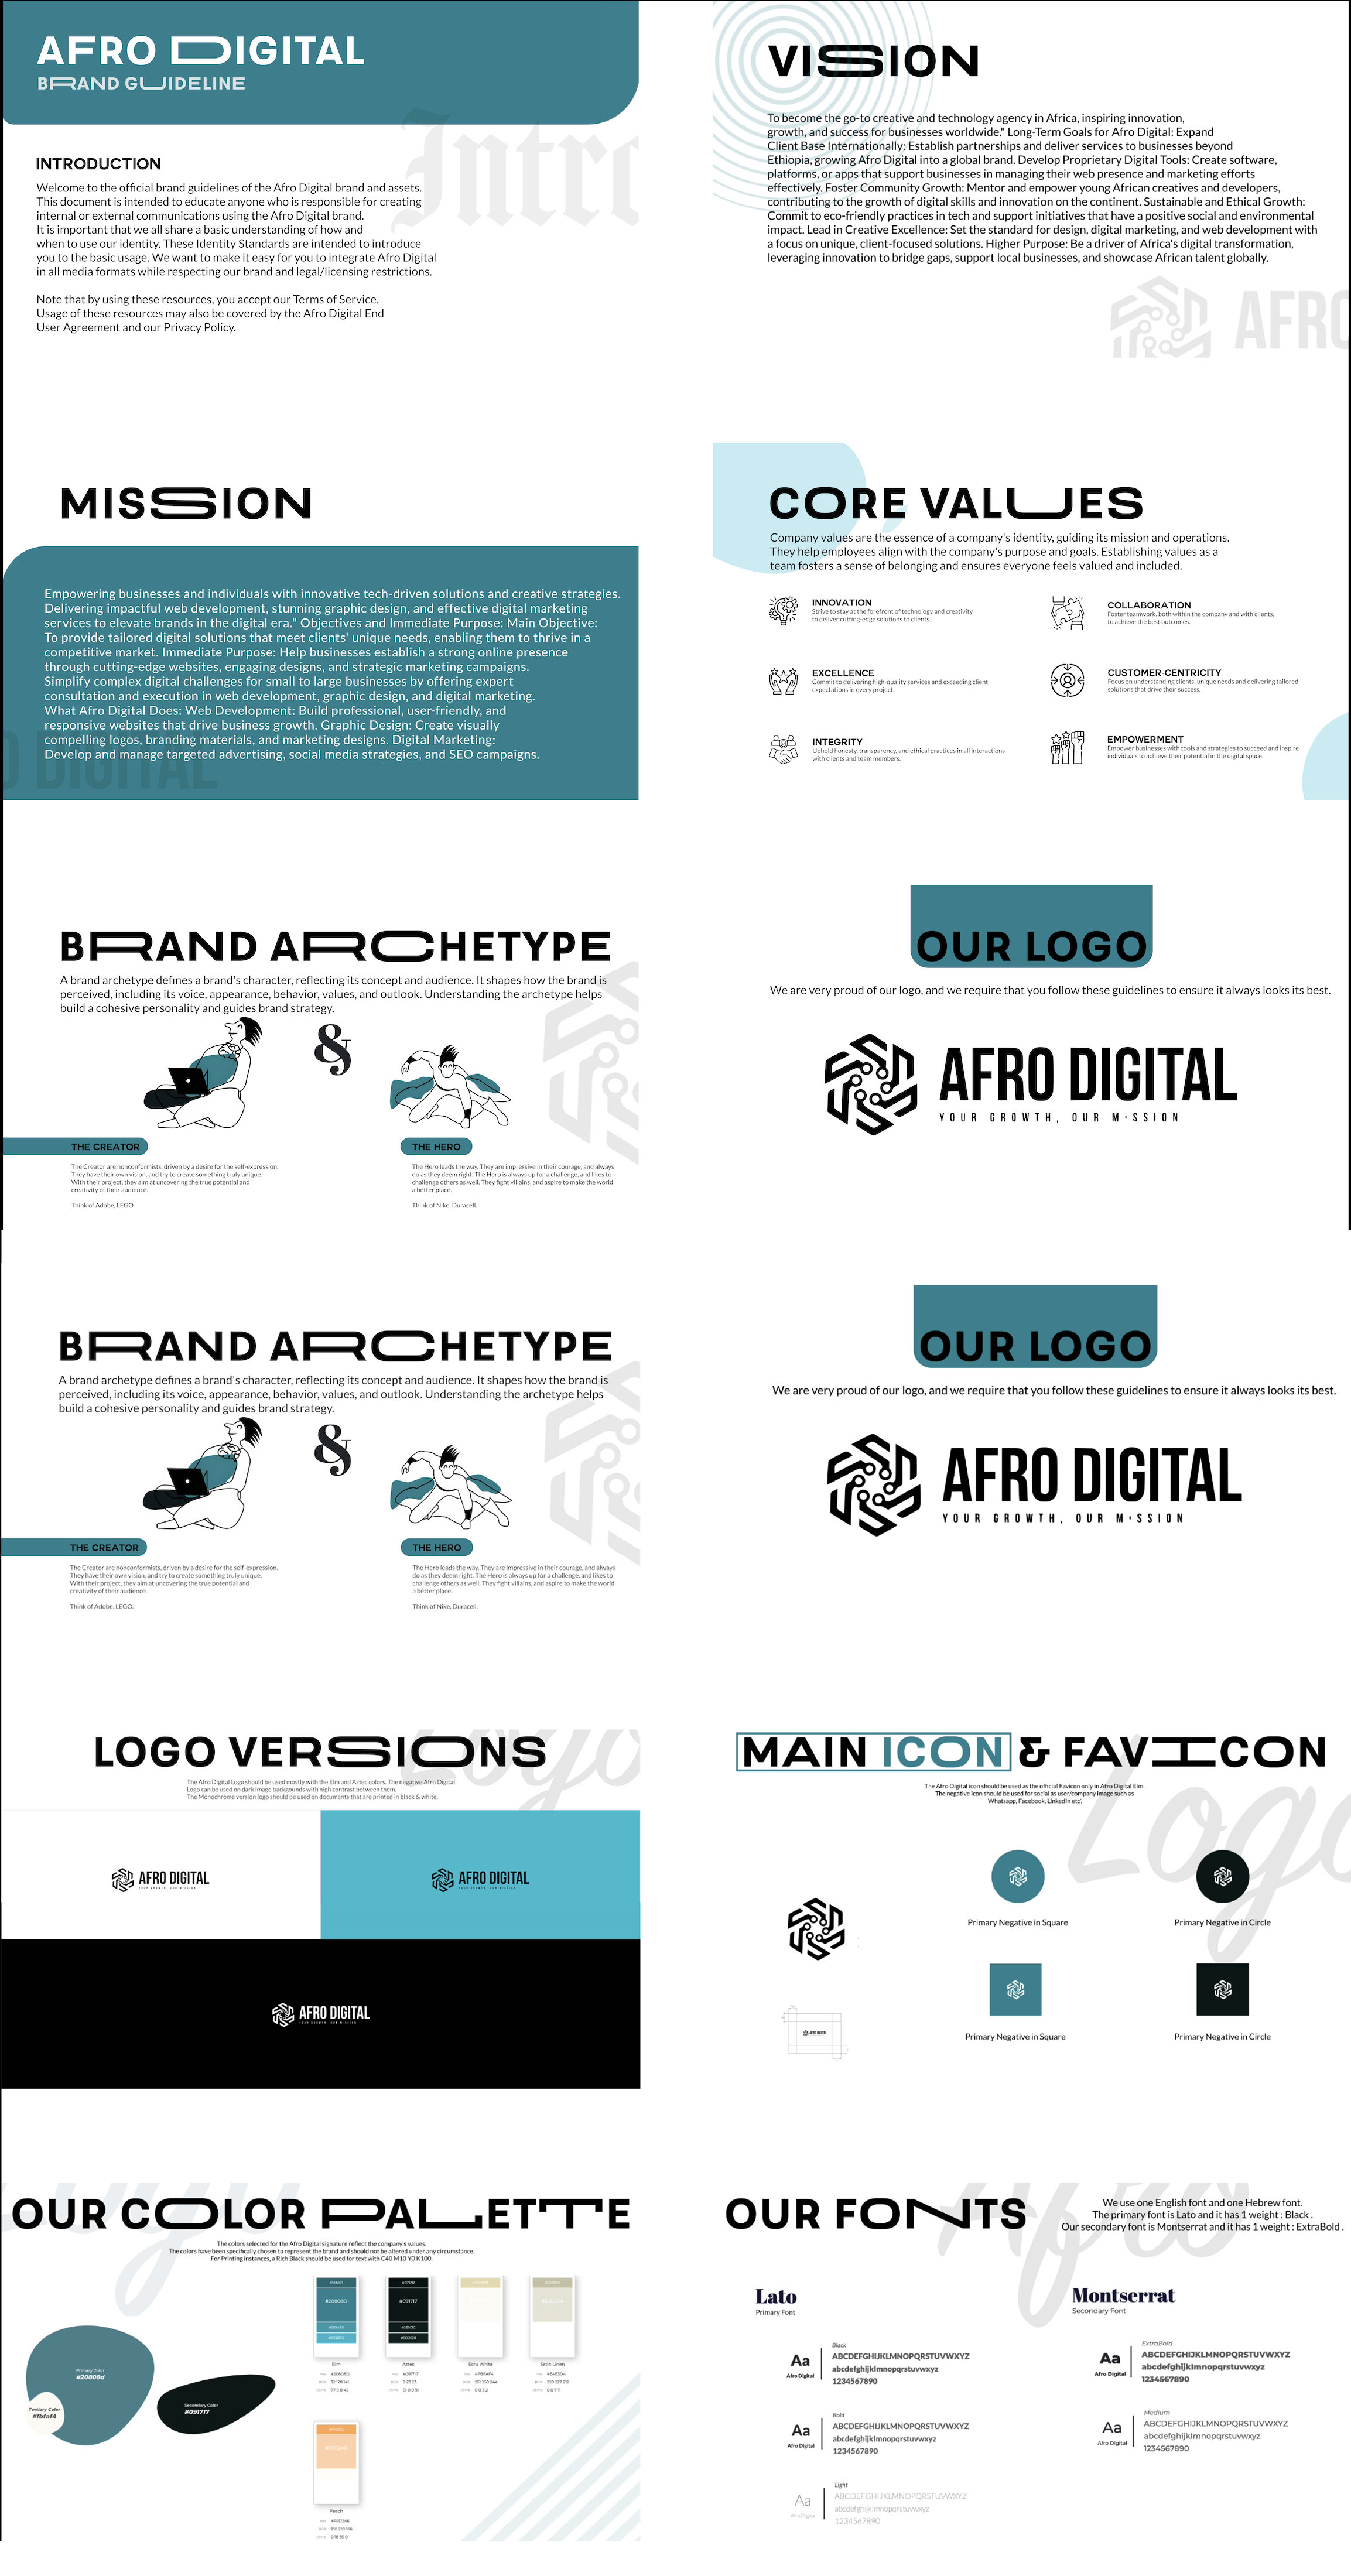 AFRO DIGITAL
BRAND GUIDELINE
Intro
INTRODUCTION
Welcome to the official brand guidelines of the Afro Digital brand and assets.
This document is intended to educate anyone who is responsible for creating
internal or external communications using the Afro Digital brand.
It is important that we all share a basic understanding of how and
when to use our identity. These Identity Standards are intended to introduce
you to the basic usage. We want to make it easy for you to integrate Afro Digital
in all media formats while respecting our brand and legal/licensing restrictions.
Note that by using these resources, you accept our Terms of Service.
Usage of these resources may also be covered by the Afro Digital End
User Agreement and our Privacy Policy.
VISSION
To become the go-to creative and technology agency in Africa, inspiring innovation,
growth, and success for businesses worldwide." Long-Term Goals for Afro Digital: Expand
Client Base Internationally: Establish partnerships and deliver services to businesses beyond
Ethiopia, growing Afro Digital into a global brand. Develop Proprietary Digital Tools: Create software,
platforms, or apps that support businesses in managing their web presence and marketing efforts
effectively. Foster Community Growth: Mentor and empower young African creatives and developers,
contributing to the growth of digital skills and innovation on the continent. Sustainable and Ethical Growth:
Commit to eco-friendly practices in tech and support initiatives that have a positive social and environmental
impact. Lead in Creative Excellence: Set the standard for design, digital marketing, and web development with
a focus on unique, client-focused solutions. Higher Purpose: Be a driver of Africa's digital transformation,
leveraging innovation to bridge gaps, support local businesses, and showcase African talent globally.
AFRO
MISSION
Empowering businesses and individuals with innovative tech-driven solutions and creative strategies.
Delivering impactful web development, stunning graphic design, and effective digital marketing
services to elevate brands in the digital era." Objectives and Immediate Purpose: Main Objective:
To provide tailored digital solutions that meet clients' unique needs, enabling them to thrive in a
competitive market. Immediate Purpose: Help businesses establish a strong online presence
through cutting-edge websites, engaging designs, and strategic marketing campaigns.
Simplify complex digital challenges for small to large businesses by offering expert
consultation and execution in web development, graphic design, and digital marketing.
What Afro Digital Does: Web Development: Build professional, user-friendly, and
responsive websites that drive business growth. Graphic Design: Create visually
compelling logos, branding materials, and marketing designs. Digital Marketing:
Develop and manage targeted advertising, social media strategies, and SEO campaigns.
O DIGITAL
CORE VALUES
Company values are the essence of a company's identity, guiding its mission and operations.
They help employees align with the company's purpose and goals. Establishing values as a
team fosters a sense of belonging and ensures everyone feels valued and included.
INNOVATION
Strive to stay at the forefront of technology and creativity
to deliver cutting-edge solutions to clients.
COLLABORATION
Foster teamwork, both within the company and with clients,
to achieve the best outcomes.
EXCELLENCE
Commit to delivering high-quality services and exceeding client
expectations in every project.
CUSTOMER-CENTRICITY
Focus on understanding clients' unique needs and delivering tailored
solutions that drive their success.
INTEGRITY
Uphold honesty, transparency, and ethical practices in all interactions
with clients and team members.
EMPOWERMENT
Empower businesses with tools and strategies to succeed and inspire
individuals to achieve their potential in the digital space.
BRAND ARCHETYPE
A brand archetype defines a brand's character, reflecting its concept and audience. It shapes how the brand is
perceived, including its voice, appearance, behavior, values, and outlook. Understanding the archetype helps
build a cohesive personality and guides brand strategy.
&
THE CREATOR
The Creator are nonconformists, driven by a desire for the self-expression.
They have their own vision, and try to create something truly unique.
With their project, they aim at uncovering the true potential and
creativity of their audience.
Think of Adobe, LEGO.
THE HERO
The Hero leads the way. They are impressive in their courage, and always
do as they deem right. The Hero is always up for a challenge, and likes to
challenge others as well. They fight villains, and aspire to make the world
a better place.
Think of Nike, Duracell.
OUR LOGO
We are very proud of our logo, and we require that you follow these guidelines to ensure it always looks its best.
AFRO DIGITAL
YOUR GROWTH, OUR MISSION
BRAND ARCHETYPE
A brand archetype defines a brand's character, reflecting its concept and audience. It shapes how the brand is
perceived, including its voice, appearance, behavior, values, and outlook. Understanding the archetype helps
build a cohesive personality and guides brand strategy.
&
THE CREATOR
The Creator are nonconformists, driven by a desire for the self-expression.
They have their own vision, and try to create something truly unique.
With their project, they aim at uncovering the true potential and
creativity of their audience.
Think of Adobe, LEGO.
THE HERO
The Hero leads the way. They are impressive in their courage, and always
do as they deem right. The Hero is always up for a challenge, and likes to
challenge others as well. They fight villains, and aspire to make the world
a better place.
Think of Nike, Duracell.
OUR LOGO
We are very proud of our logo, and we require that you follow these guidelines to ensure it always looks its best.
AFRO DIGITAL
YOUR GROWTH, OUR MISSION
LOGO VERSIONS
Logo
The Afro Digital Logo should be used mostly with the Elm and Aztec colors. The negative Afro Digital
Logo can be used on dark image backgounds with high contrast between them.
The Monochrome version logo should be used on documents that are printed in black & white.
AFRO DIGITAL
YOUR GROWTH, OUR MISSION
AFRO DIGITAL
YOUR GROWTH, OUR MISSION
AFRO DIGITAL
YOUR GROWTH, OUR MISSION
MAIN ICON & FAVICON
Logo
The Afro Digital icon should be used as the official Favicon only in Afro Digital Elm.
The negative icon should be used for social as user/company image such as
Whatsapp, Facebook, LinkedIn etc'.
Primary Negative in Square
Primary Negative in Circle
AFRO DIGITAL
Primary Negative in Square
Primary Negative in Circle
OUR COLOR PALETTE
Logo
The colors selected for the Afro Digital signature reflect the company's values.
The colors have been specifically chosen to represent the brand and should not be altered under any circumstance.
For Printing instances, a Rich Black should be used for text with C40 M10 Y0 K100.
Primary Color
#20808d
Tertiary Color
#fbfaf4
Secondary Color
#091717
#20808D
#091717
Elm
#20808D
RGB 32 128 141
CMYK 77 9 0 45
Aztec
#091717
RGB 9 23 23
Ecru White
#FBFAF4
RGB 251 250 244
CMYK 0 0 3 2
Satin Linen
#E4E3D4
RGB 228 227 212
CMYK 0 0 7 11
Peach
OUR FONTS
Afro
We use one English font and one Hebrew font.
The primary font is Lato and it has 1 weight : Black .
Our secondary font is Montserrat and it has 1 weight : ExtraBold .
Lato
Primary Font
Black
Aa
Afro Digital
ABCDEFGHIJKLMNOPQRSTUVWXYZ
abcdefghijklmnopqrstuvwxyz
1234567890
Bold
Aa
Afro Digital
ABCDEFGHIJKLMNOPQRSTUVWXYZ
abcdefghijklmnopqrstuvwxyz
1234567890
Light
Aa
Afro Digital
ABCDEFGHIJKLMNOPQRSTUVWXYZ
abcdefghijklmnopqrstuvwxyz
1234567890
Montserrat
Secondary Font
ExtraBold
Aa
Afro Digital
ABCDEFGHIJKLMNOPQRSTUVWXYZ
abcdefghijklmnopqrstuvwxyz
1234567890
Medium
Aa
Afro Digital
ABCDEFGHIJKLMNOPQRSTUVWXYZ
abcdefghijklmnopqrstuvwxyz
1234567890